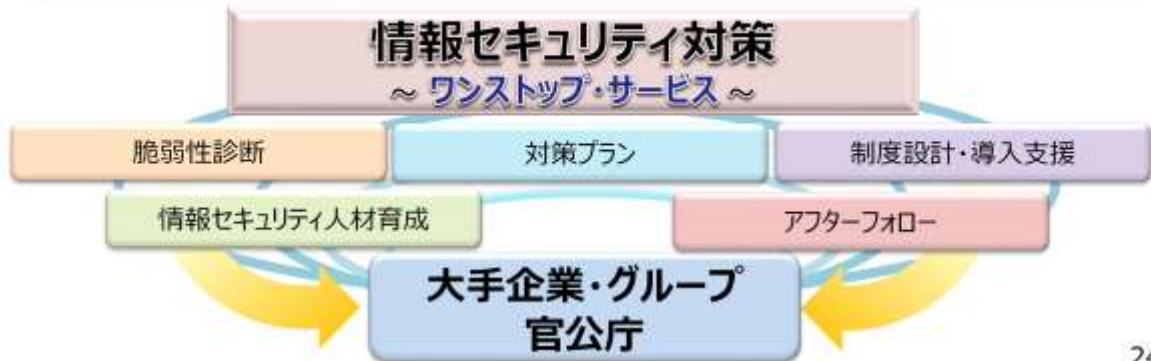 情報セキュリティ対策
～ ワンストップ・サービス ～
脆弱性診断
対策プラン
制度設計・導入支援
情報セキュリティ人材育成
アフターフォロー
大手企業・グループ
官公庁